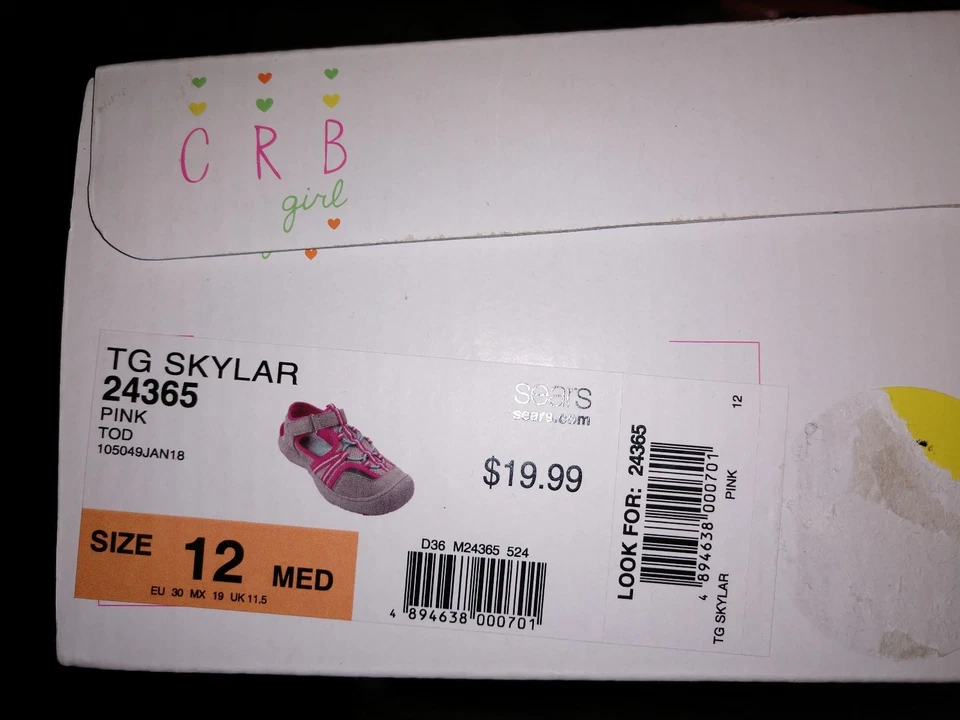 C R B
girl
TG SKYLAR
24365
PINK
TOD
105049JAN18
sears
sears.com
$19.99
SIZE 12 MED
EU 30 MX 19 UK 11.5
D36 M24365 524
4 894638 000701
LOOK FOR: 24365
4 894638 000701
TG SKYLAR PINK 12